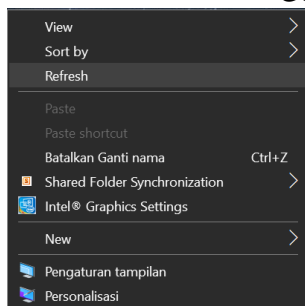 View
Sort by
Refresh
Paste
Paste shortcut
Batalkan Ganti nama Ctrl+Z
Shared Folder Synchronization
Intel® Graphics Settings
New
Pengaturan tampilan
Personalisasi